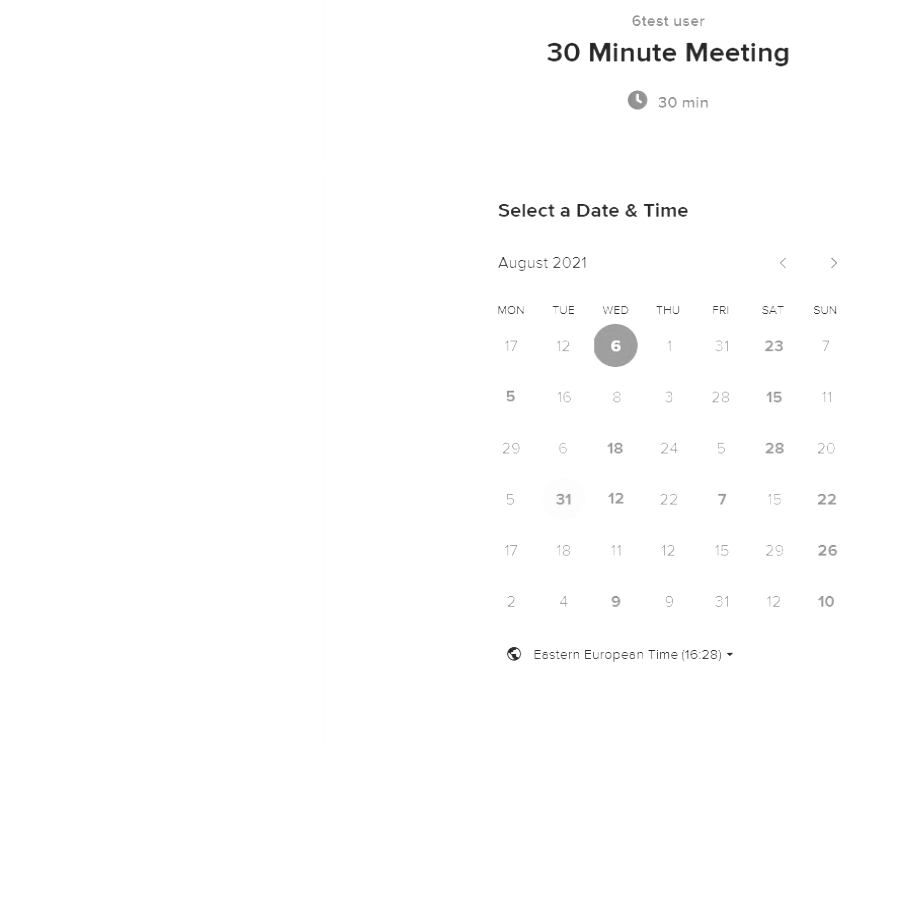 6test user
30 Minute Meeting
30 min
Select a Date & Time
August 2021
MON TUE WED THU FRI SAT SUN
17 12 6 1 31 23 7
5 16 8 3 28 15 11
29 6 18 24 5 28 20
5 31 12 22 7 15 22
17 18 11 12 15 29 26
2 4 9 9 31 12 10
Eastern European Time (16:28)